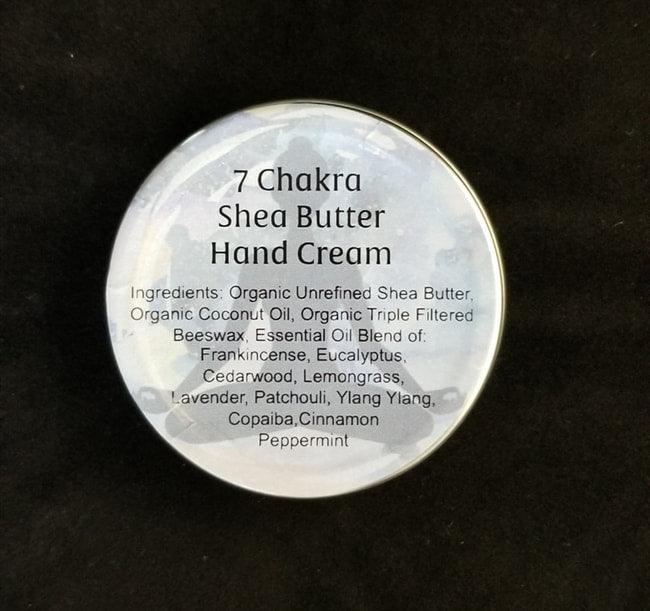 7 Chakra
Shea Butter
Hand Cream
Ingredients: Organic Unrefined Shea Butter,
Organic Coconut Oil, Organic Triple Filtered
Beeswax, Essential Oil Blend of:
Frankincense, Eucalyptus,
Cedarwood, Lemongrass,
Lavender, Patchouli, Ylang Ylang,
Copaiba,Cinnamon
Peppermint